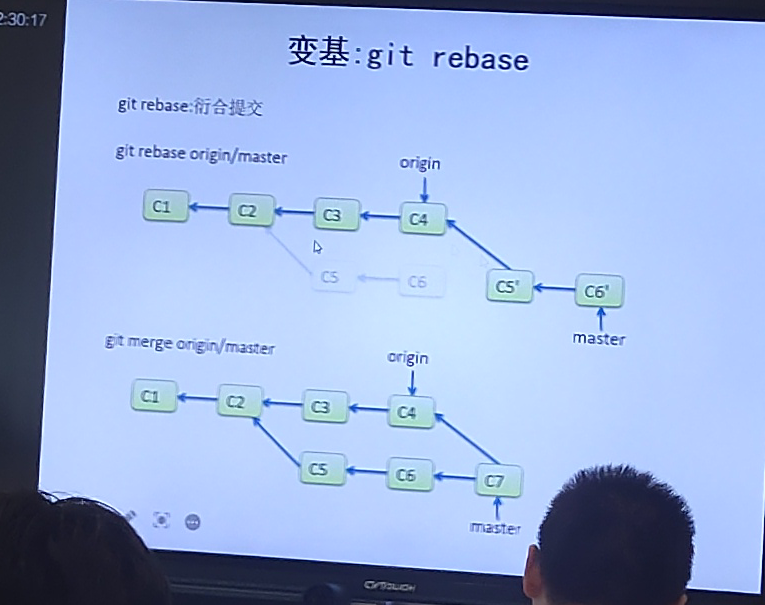 2:30:17
变基:git rebase
git rebase:衍合提交
git rebase origin/master
origin
C1 C2 C3 C4
C5 C6 C5' C6'
master
git merge origin/master
origin
C1 C2 C3 C4
C5 C6 C7
master